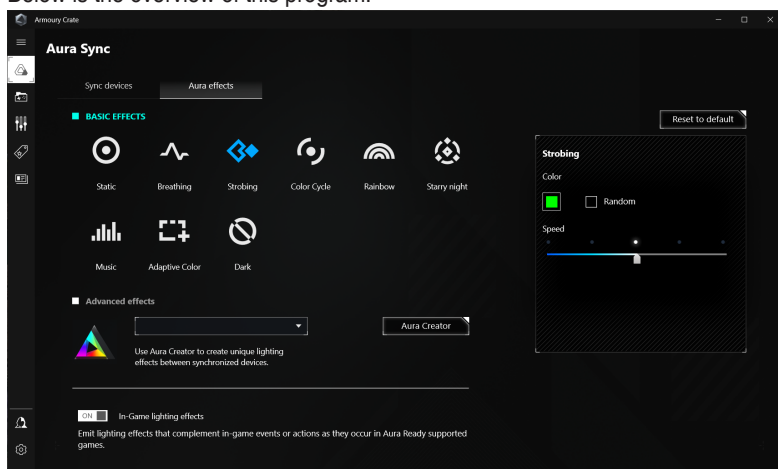 Below is the overview of this program.
Armoury Crate
Aura Sync
Sync devices
Aura effects
BASIC EFFECTS
Reset to default
Static
Breathing
Strobing
Color Cycle
Rainbow
Starry night
Music
Adaptive Color
Dark
Strobing
Color
Random
Speed
Advanced effects
Aura Creator
Use Aura Creator to create unique lighting
effects between synchronized devices.
ON
In-Game lighting effects
Emit lighting effects that complement in-game events or actions as they occur in Aura Ready supported
games.